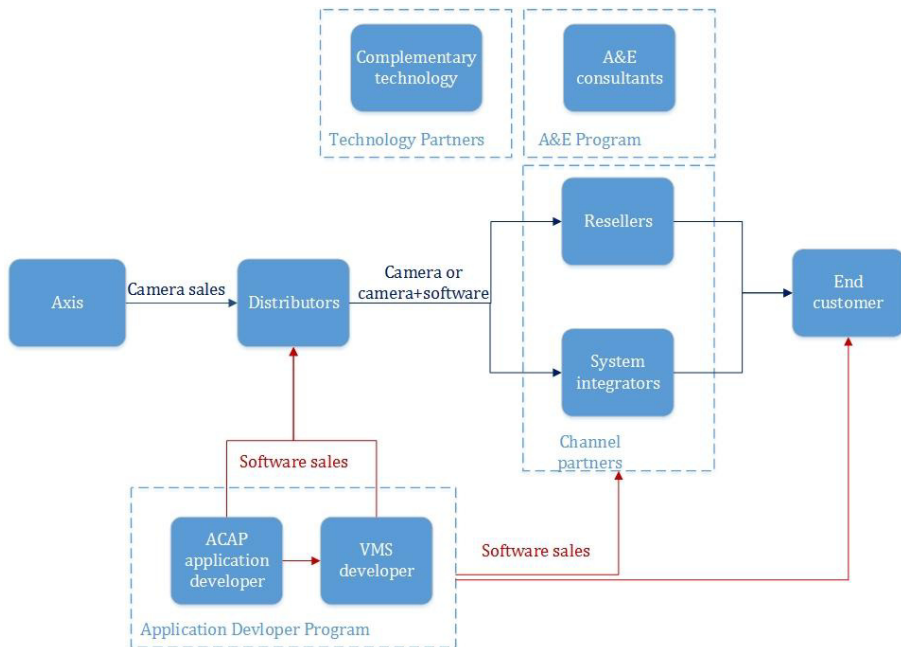 Complementary
technology
Technology Partners
A&E
consultants
A&E Program
Resellers
Axis
Camera sales
Distributors
Camera or
camera+software
End
customer
System
integrators
Channel
partners
Software sales
ACAP
application
developer
VMS
developer
Software sales
Application Devloper Program